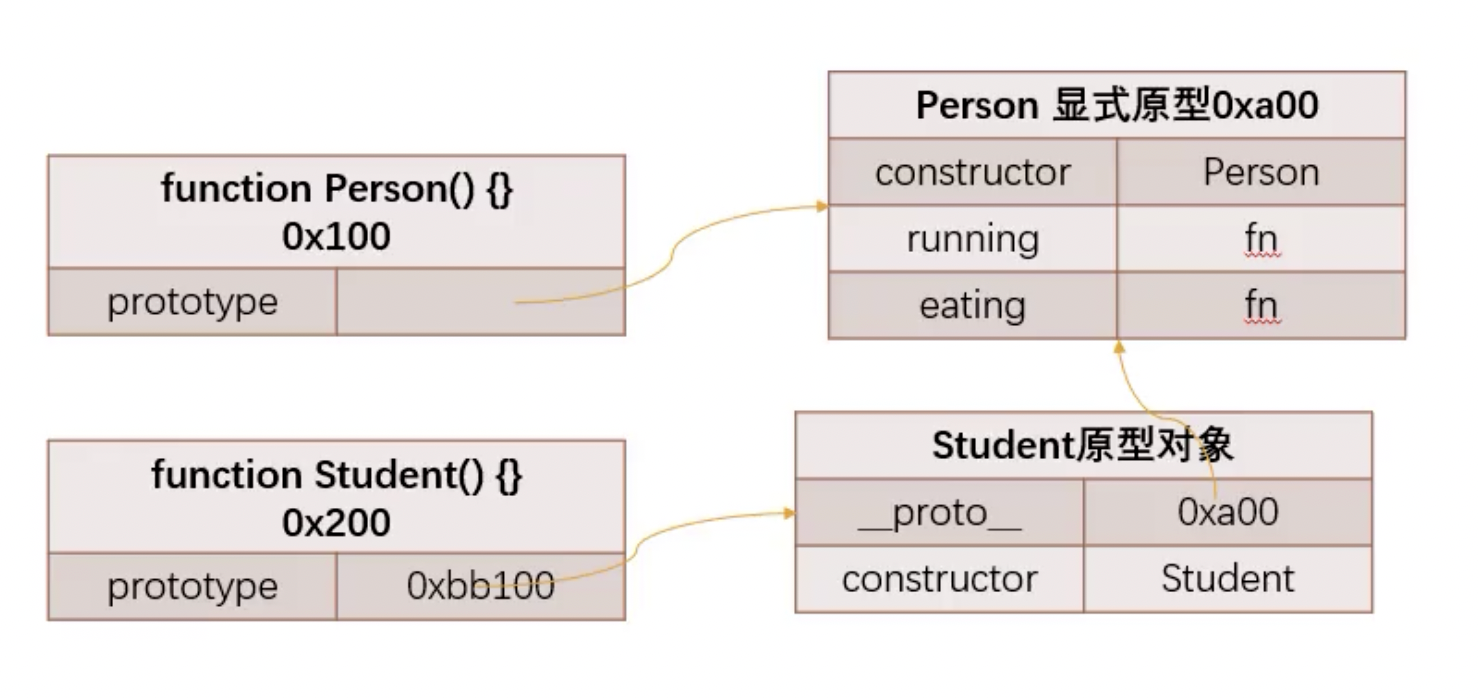 Person 显式原型0xa00
constructor Person
running fn
eating fn
function Person() {}
0x100
prototype
Student原型对象
__proto__ 0xa00
constructor Student
function Student() {}
0x200
prototype 0xbb100